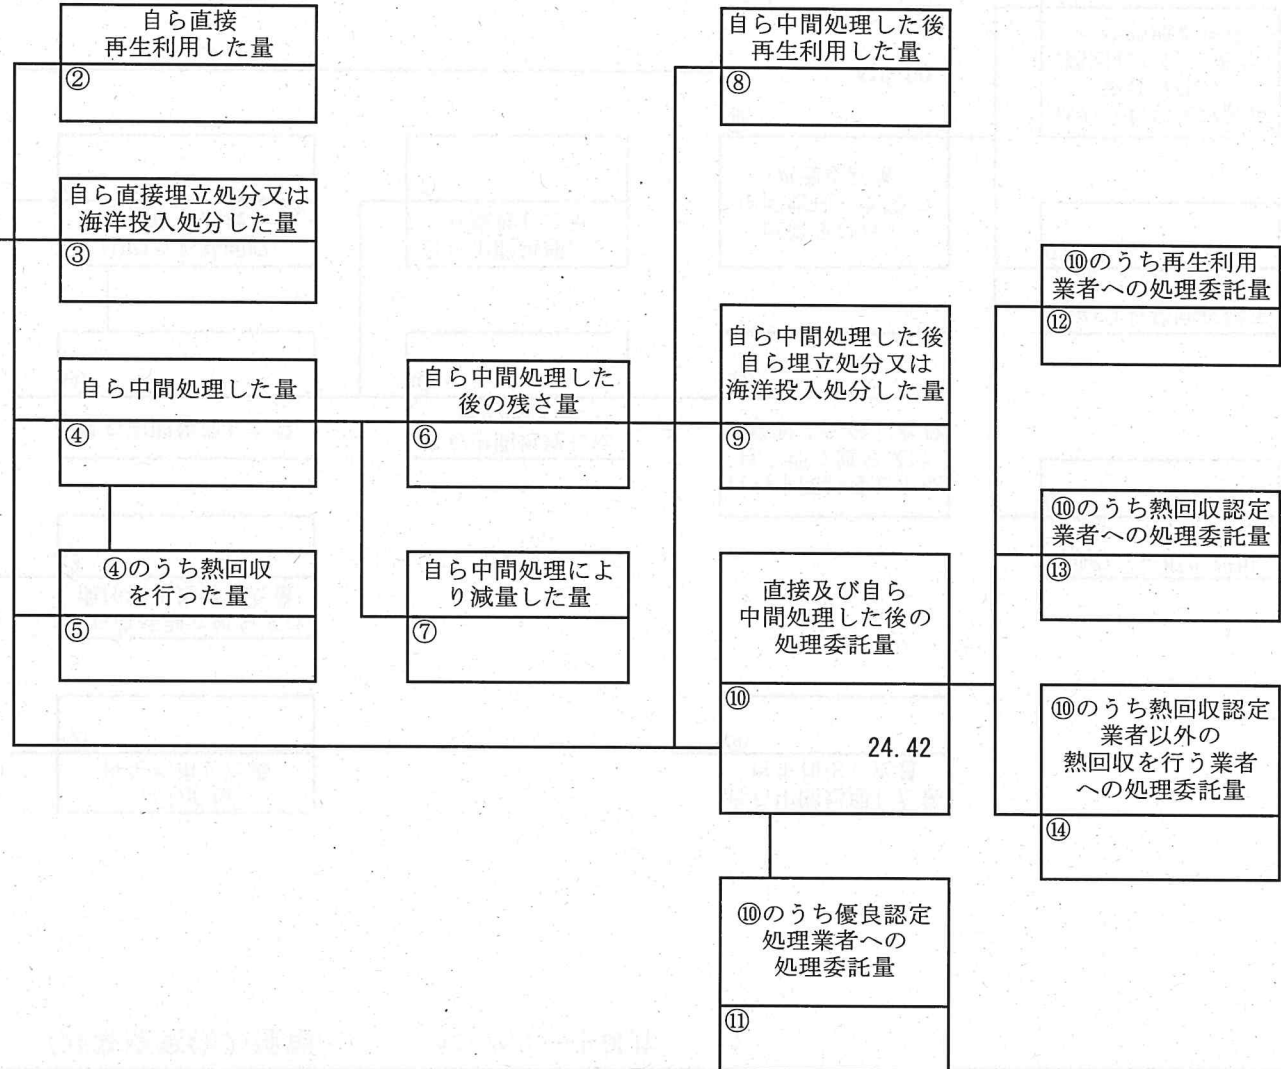 自ら直接
再生利用した量
②
自ら直接埋立処分又は
海洋投入処分した量
③
自ら中間処理した量
④
④のうち熱回収
を行った量
⑤
自ら中間処理した
後の残さ量
⑥
自ら中間処理によ
り減量した量
⑦
自ら中間処理した後
再生利用した量
⑧
自ら中間処理した後
自ら埋立処分又は
海洋投入処分した量
⑨
直接及び自ら
中間処理した後の
処理委託量
⑩
24.42
⑩のうち優良認定
処理業者への
処理委託量
⑪
⑩のうち再生利用
業者への処理委託量
⑫
⑩のうち熱回収認定
業者への処理委託量
⑬
⑩のうち熱回収認定
業者以外の
熱回収を行う業者
への処理委託量
⑭